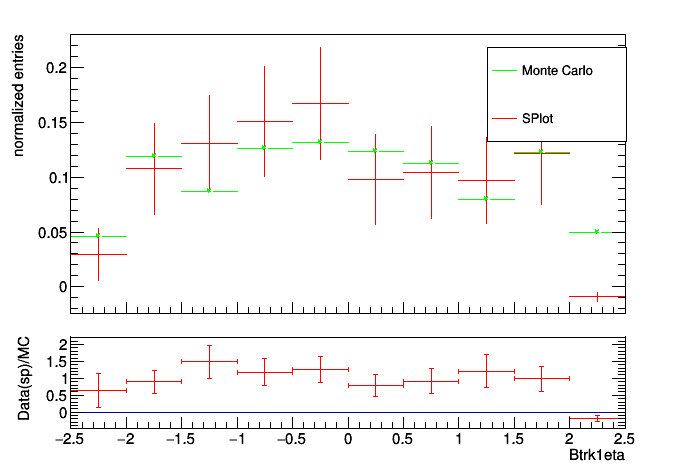 normalized entries
0.2
0.15
0.1
0.05
0
Monte Carlo
SPlot
Data(sp)/MC
2
1.5
1
0.5
0
−2.5 −2 −1.5 −1 −0.5 0 0.5 1 1.5 2 2.5
Btrk1eta